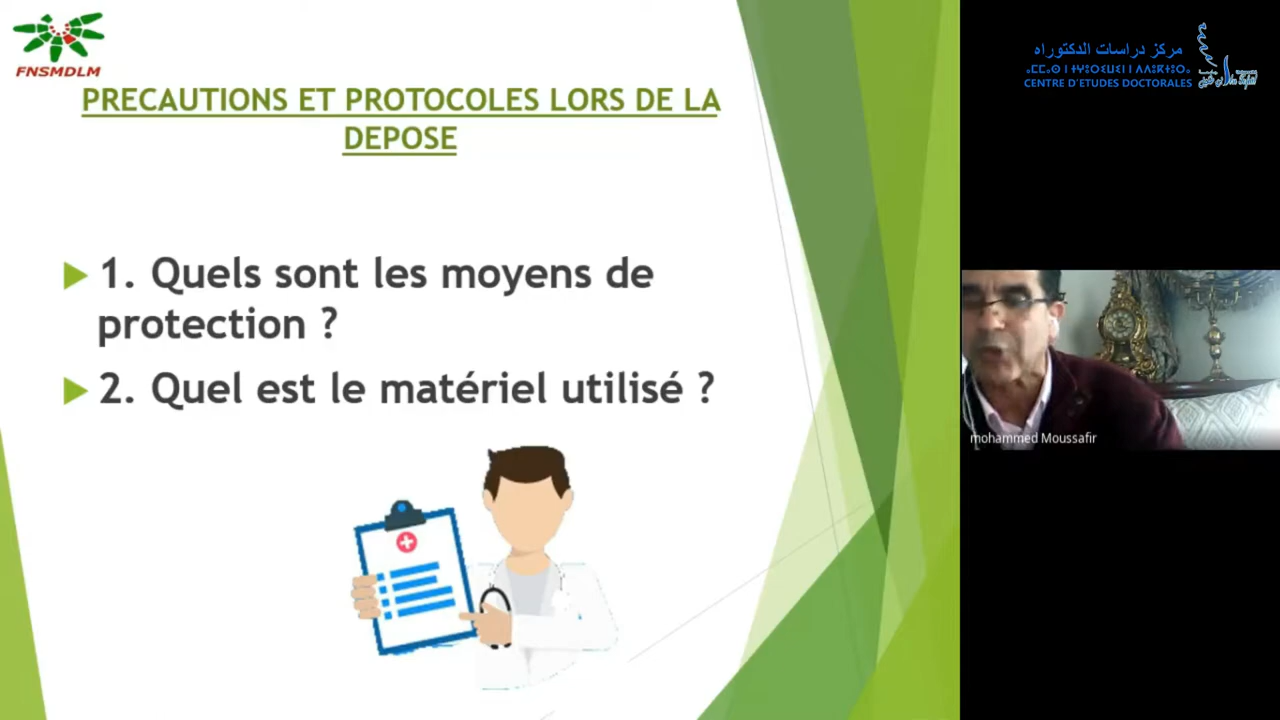 FNSMDLM
PRECAUTIONS ET PROTOCOLES LORS DE LA
DEPOSE
1. Quels sont les moyens de
protection ?
2. Quel est le matériel utilisé ?
مركز دراسات الدكتوراه
CENTRE D'ETUDES DOCTORALES
mohammed Moussafir